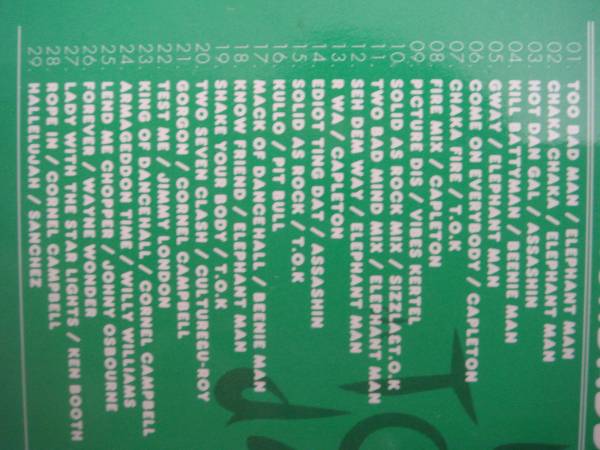 01. TOO BAD MAN / ELEPHANT MAN
02. CHAKA CHAKA / ELEPHANT MAN
03. HOT DAN GAL / ASSASHIN
04. KILL BATTYMAN / BEENIE MAN
05. GWAY / ELEPHANT MAN
06. COME ON EVERYBODY / CAPLETON
07. CHAKA FIRE / T.O.K
08. FIRE MIX / CAPLETON
09. PICTURE DIS / VIBES KERTEL
10. SOLID AS ROCK MIX / SIZZLA&T.O.K
11. TWO BAD MIND MIX / ELEPHANT MAN
12. SEN DEM WAY / ELEPHANT MAN
13. R WA / CAPLETON
14. EDIOT TING DAT / ASSASHIN
15. SOLID AS ROCK / T.O.K
16. KULLO / PIT BULL
17. MACK OF DANCEHALL / BEENIE MAN
18. KNOW FRIEND / ELEPHANT MAN
19. SHAKE YOUR BODY / T.O.K
20. TWO SEVEN CLASH / CULTURE&U-ROY
21. GORGON / CORNEL CAMPBELL
22. TEST ME / JIMMY LONDON
23. KING OF DANCEHALL / CORNEL CAMPBELL
24. ARMAGEDDON TIME / WILLY WILLIAMS
25. LEND ME CHOPPER / JONNY OSBOURNE
26. FOREVER / WAYNE WONDER
27. LADY WITH THE STAR LIGHTS / KEN BOOTH
28. ROPE IN / CORNEL CAMPBELL
29. HALLELUJAH / SANCHEZ